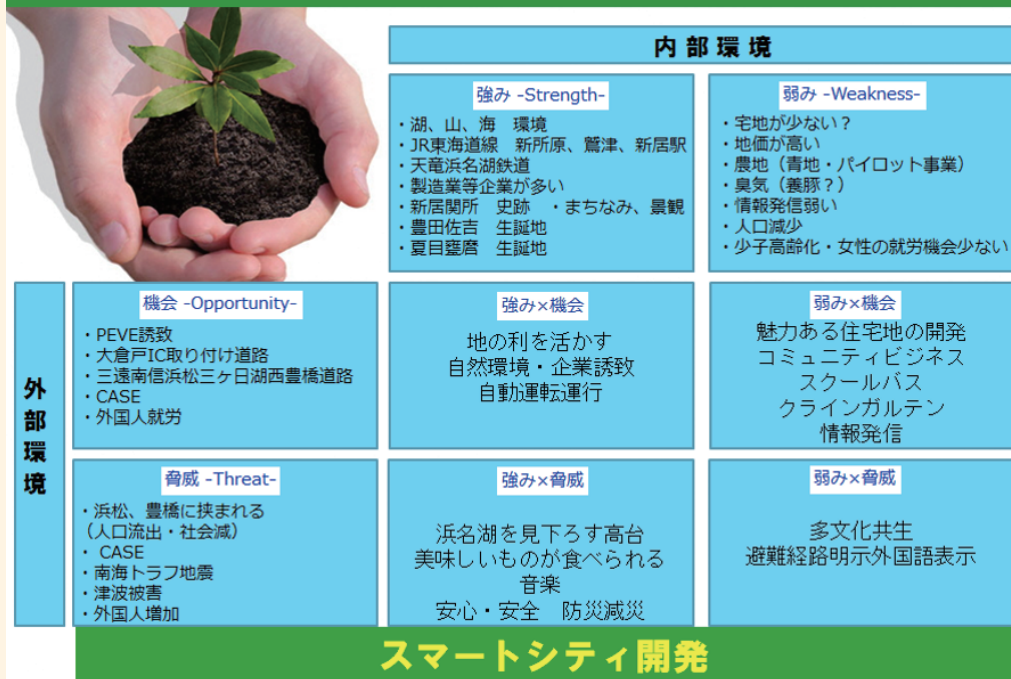 内部環境
強み -Strength-
・湖、山、海　環境
・JR東海道線　新所原、鷲津、新居駅
・天竜浜名湖鉄道
・製造業等企業が多い
・新居関所　史跡　・まちなみ、景観
・豊田佐吉　生誕地
・夏目甕麿　生誕地
弱み -Weakness-
・宅地が少ない？
・地価が高い
・農地（青地・パイロット事業）
・臭気（養豚？）
・情報発信弱い
・人口減少
・少子高齢化・女性の就労機会少ない
外部環境
機会 -Opportunity-
・PEVE誘致
・大倉戸IC取り付け道路
・三遠南信浜松三ヶ日湖西豊橋道路
・CASE
・外国人就労
強み×機会
地の利を活かす
自然環境・企業誘致
自動運転運行
弱み×機会
魅力ある住宅地の開発
コミュニティビジネス
スクールバス
クラインガルテン
情報発信
脅威 -Threat-
・浜松、豊橋に挟まれる
（人口流出・社会減）
・ CASE
・南海トラフ地震
・津波被害
・外国人増加
強み×脅威
浜名湖を見下ろす高台
美味しいものが食べられる
音楽
安心・安全　防災減災
弱み×脅威
多文化共生
避難経路明示外国語表示
スマートシティ開発